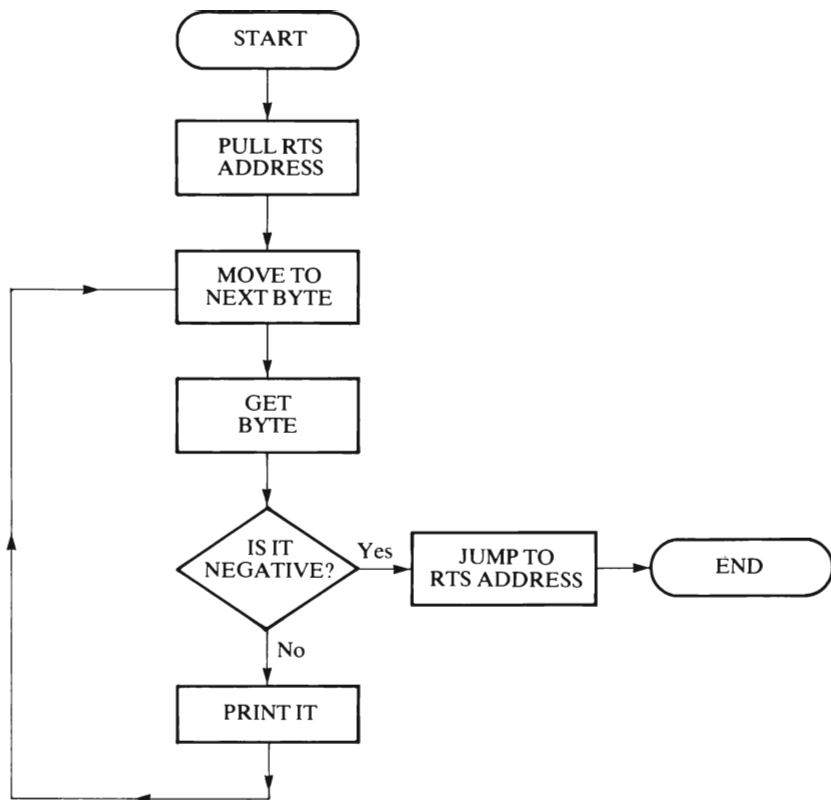 START
PULL RTS
ADDRESS
MOVE TO
NEXT BYTE
GET
BYTE
IS IT
NEGATIVE?
Yes
JUMP TO
RTS ADDRESS
END
No
PRINT IT